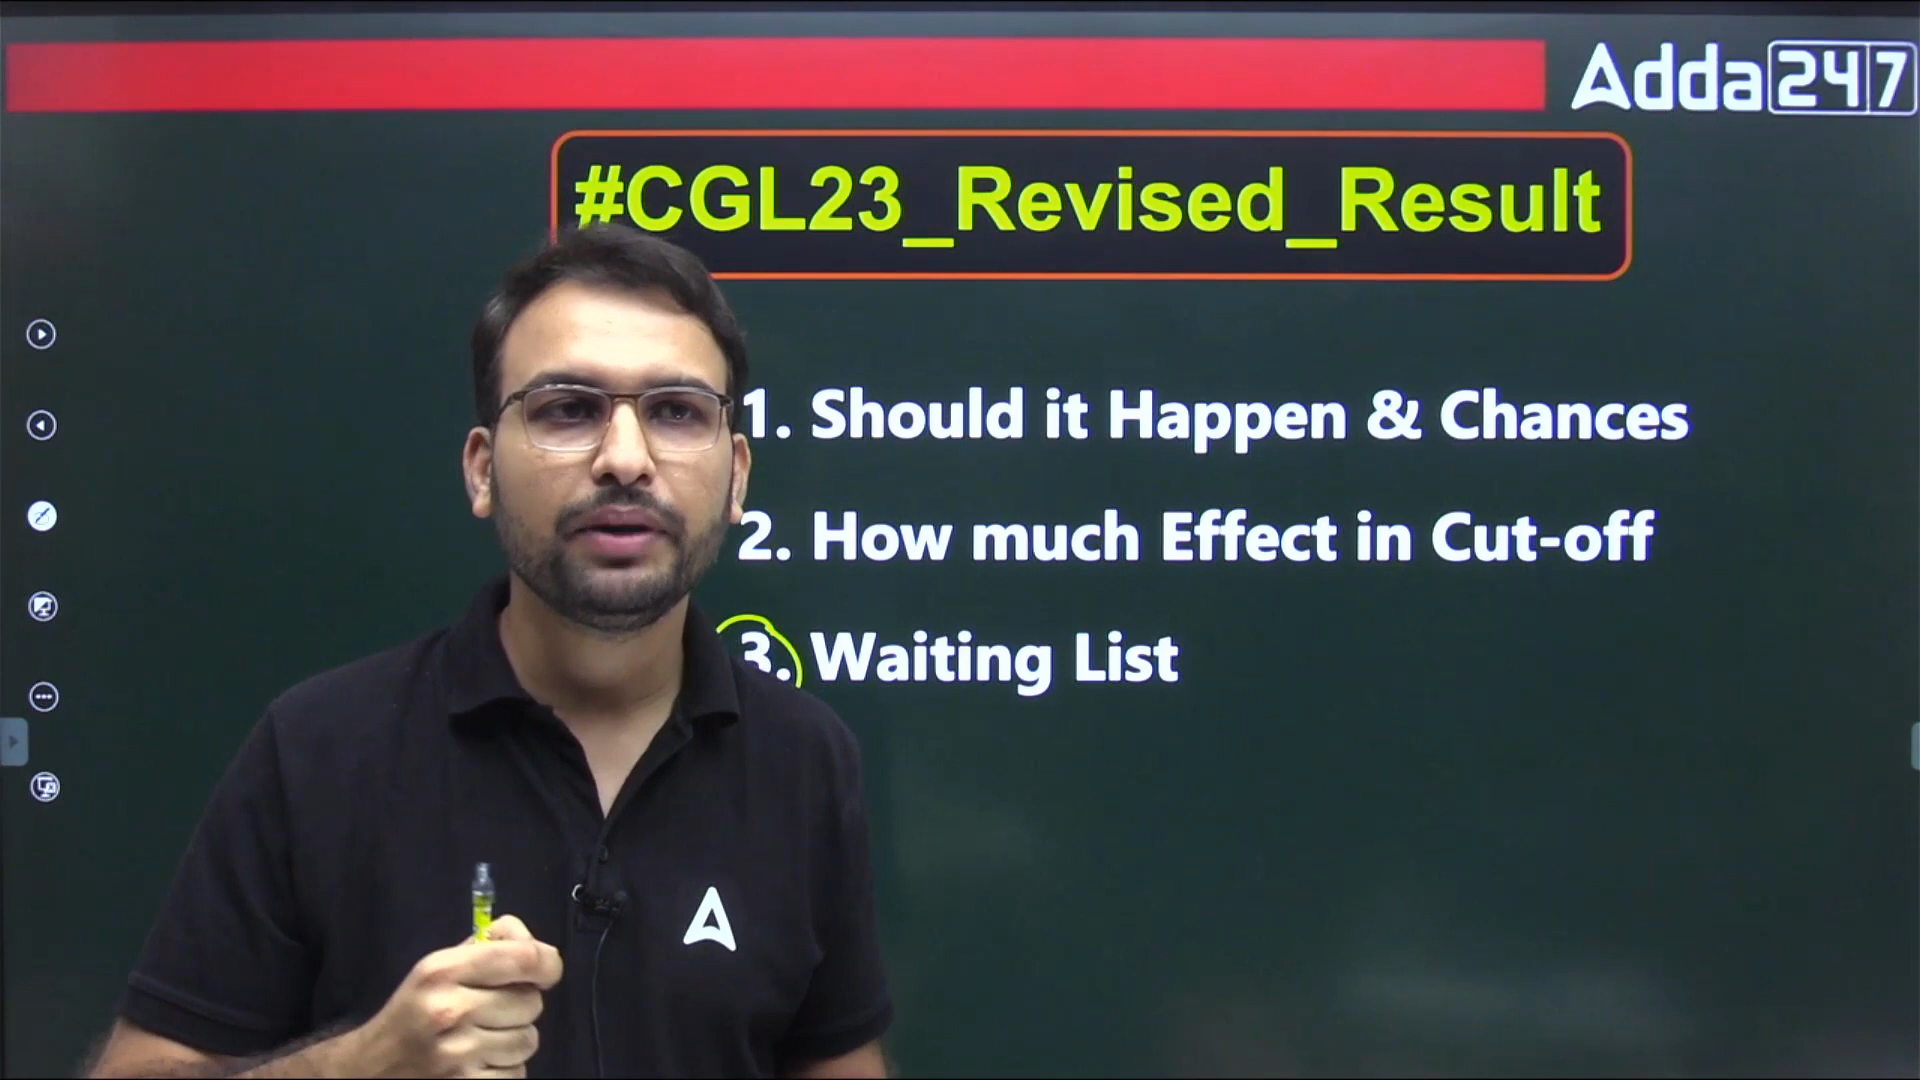 Adda247
#CGL23_Revised_Result
1. Should it Happen & Chances
2. How much Effect in Cut-off
3. Waiting List